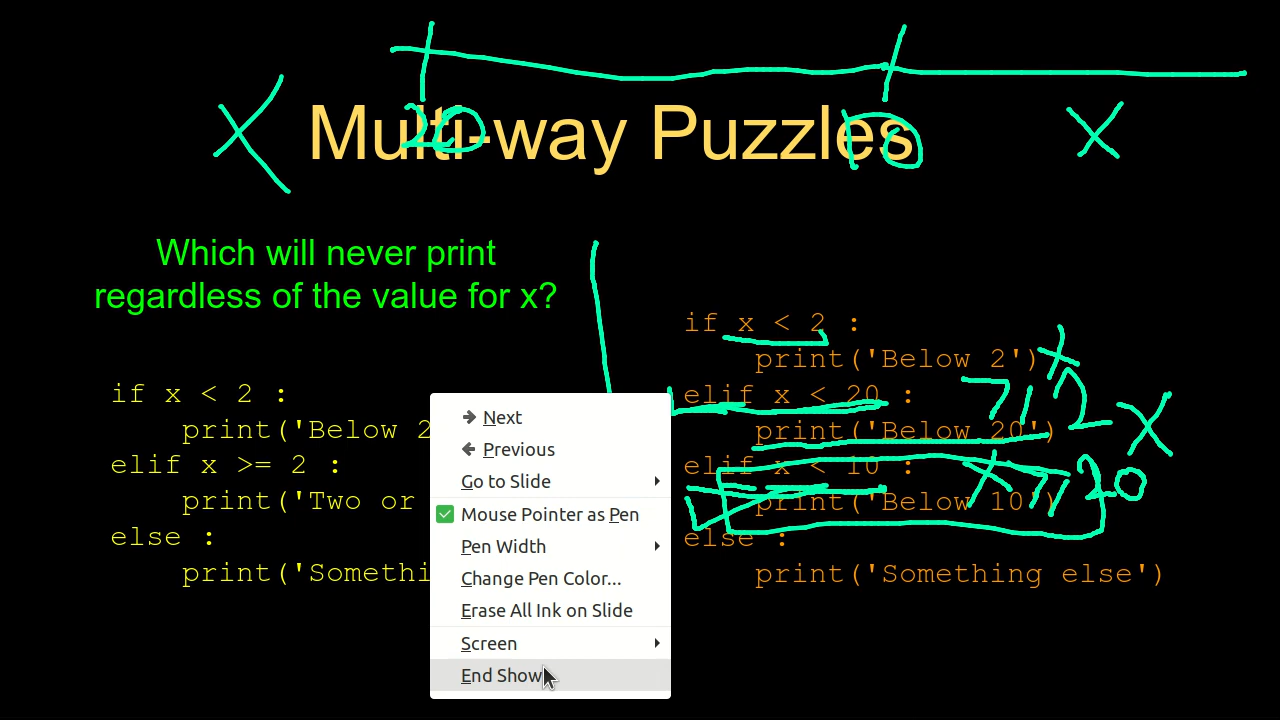 Multi-way Puzzles
20
10
X
X
Which will never print
regardless of the value for x?
if x < 2 :
print('Below 2
elif x >= 2 :
print('Two or
else :
print('Somethi
if x < 2 :
print('Below 2')
elif x < 20 :
print('Below 20')
elif x < 10 :
print('Below 10')
else :
print('Something else')
Next
Previous
Go to Slide
Mouse Pointer as Pen
Pen Width
Change Pen Color...
Erase All Ink on Slide
Screen
End Show